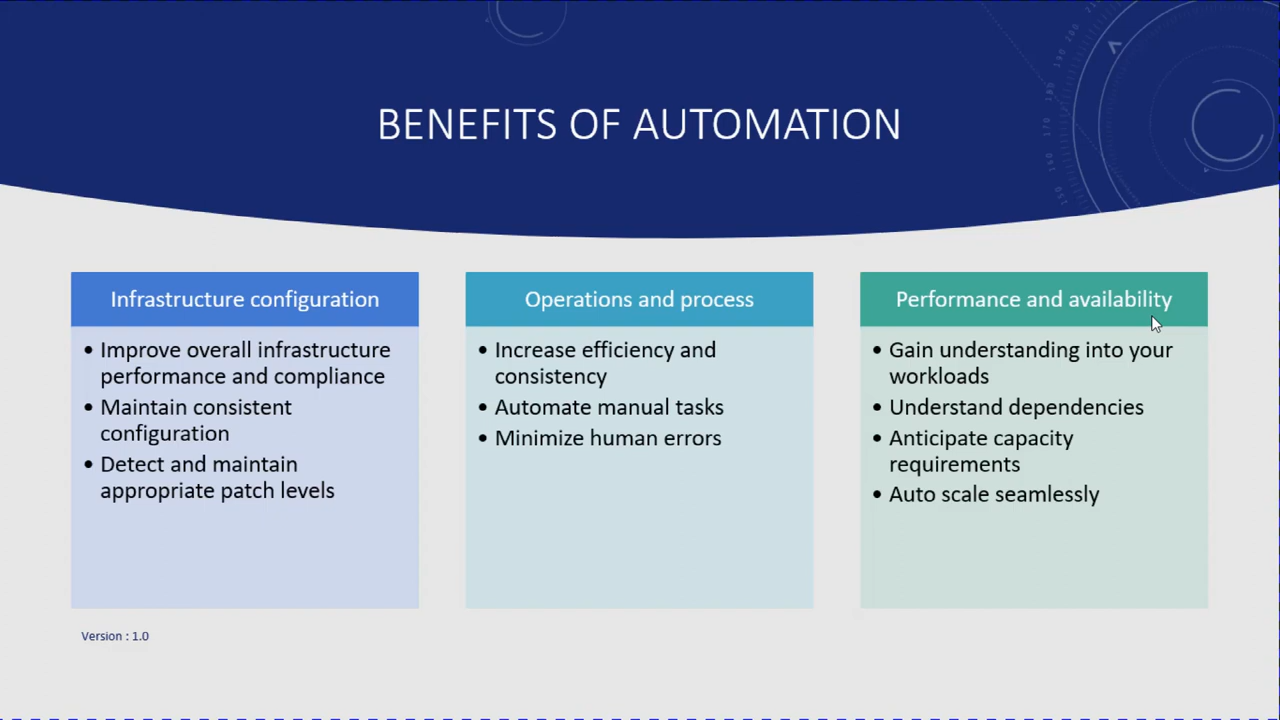 BENEFITS OF AUTOMATION
Infrastructure configuration
• Improve overall infrastructure
performance and compliance
• Maintain consistent
configuration
• Detect and maintain
appropriate patch levels
Operations and process
• Increase efficiency and
consistency
• Automate manual tasks
• Minimize human errors
Performance and availability
• Gain understanding into your
workloads
• Understand dependencies
• Anticipate capacity
requirements
• Auto scale seamlessly
Version : 1.0